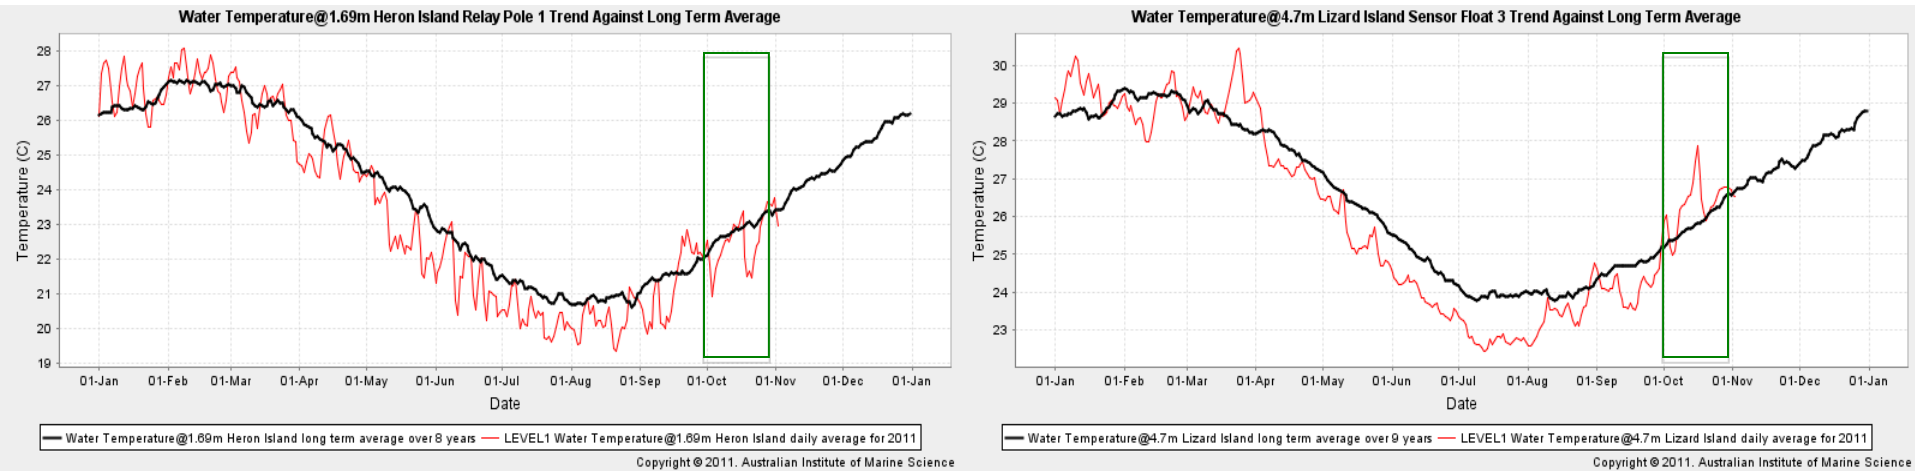 Water Temperature@1.69m Heron Island Relay Pole 1 Trend Against Long Term Average
28
27
26
25
24
23
22
21
20
19
Temperature (C)
01-Jan 01-Feb 01-Mar 01-Apr 01-May 01-Jun 01-Jul 01-Aug 01-Sep 01-Oct 01-Nov 01-Dec 01-Jan
Date
Water Temperature@1.69m Heron Island long term average over 8 years LEVEL1 Water Temperature@1.69m Heron Island daily average for 2011
Copyright © 2011. Australian Institute of Marine Science
Water Temperature@4.7m Lizard Island Sensor Float 3 Trend Against Long Term Average
30
29
28
27
26
25
24
23
Temperature (C)
01-Jan 01-Feb 01-Mar 01-Apr 01-May 01-Jun 01-Jul 01-Aug 01-Sep 01-Oct 01-Nov 01-Dec 01-Jan
Date
Water Temperature@4.7m Lizard Island long term average over 9 years LEVEL1 Water Temperature@4.7m Lizard Island daily average for 2011
Copyright © 2011. Australian Institute of Marine Science